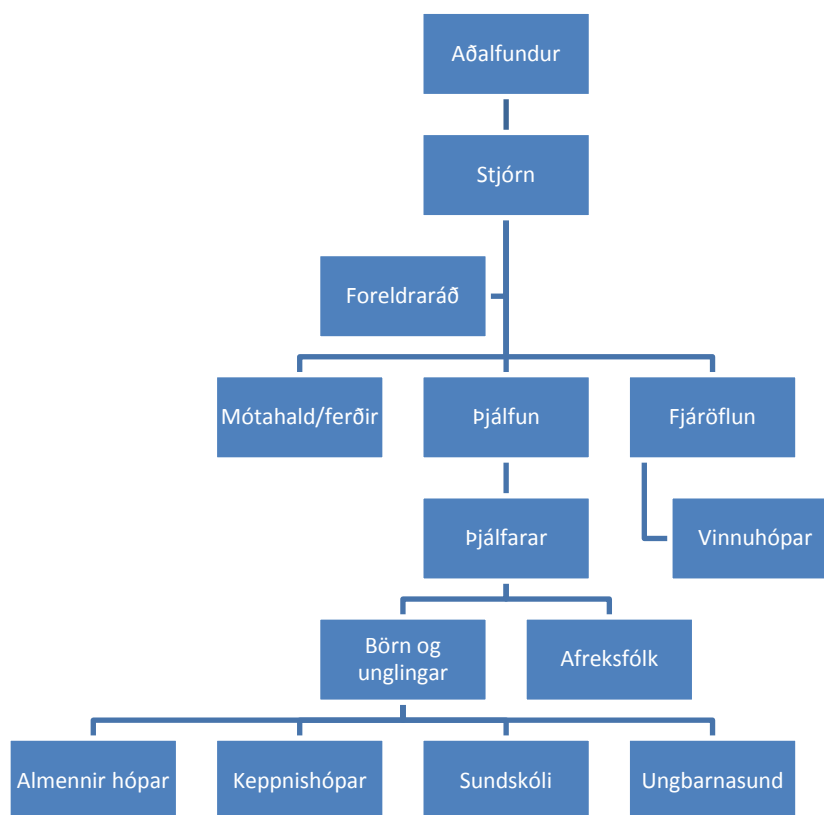 Aðalfundur
Stjórn
Foreldraráð
Mótahald/ferðir
Þjálfun
Fjáröflun
Þjálfarar
Vinnuhópar
Börn og
unglingar
Afreksfólk
Almennir hópar
Keppnishópar
Sundskóli
Ungbarnasund